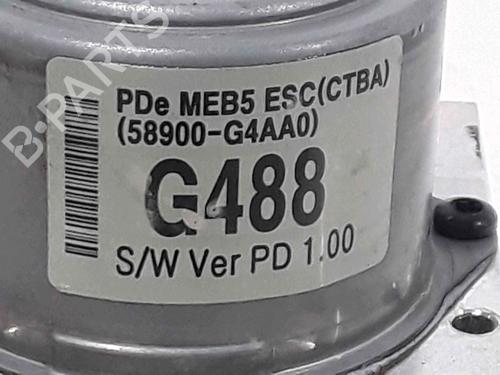 B-PARTS
PDe MEB5 ESC(CTBA)
(58900-G4AA0)
G488
S/W Ver PD 1.00